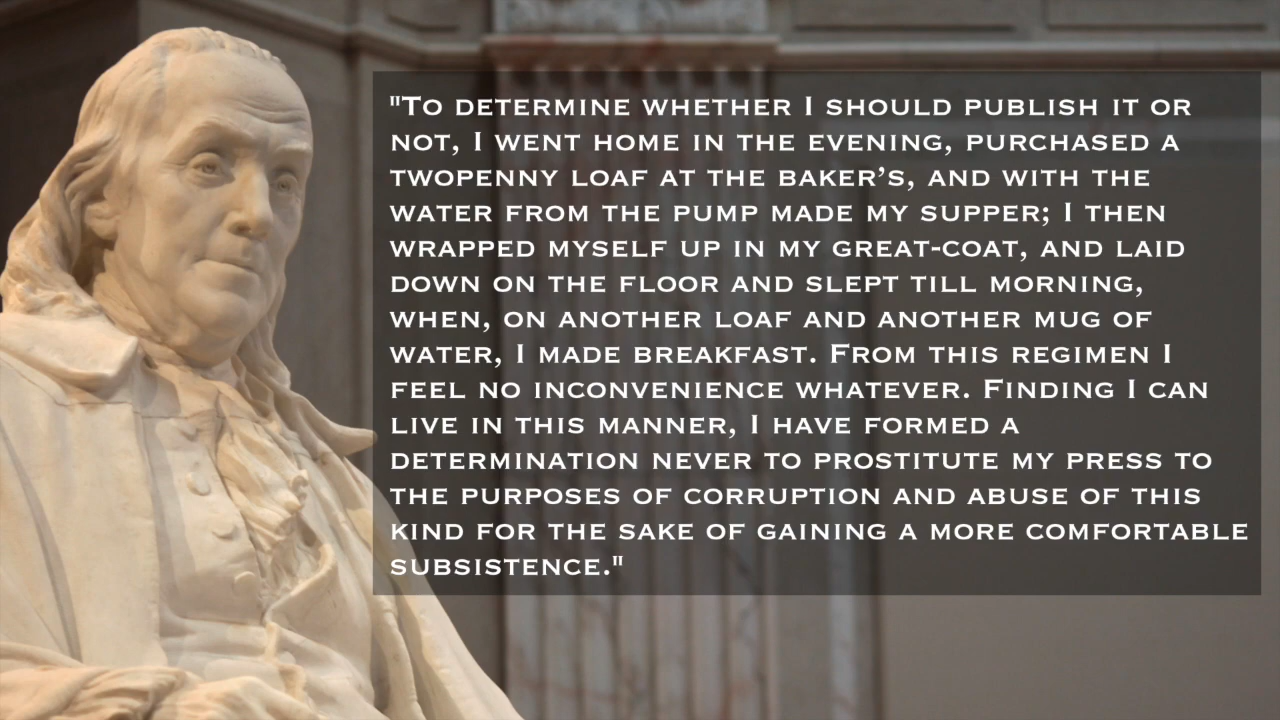 "To determine whether I should publish it or
not, I went home in the evening, purchased a
twopenny loaf at the baker’s, and with the
water from the pump made my supper; I then
wrapped myself up in my great-coat, and laid
down on the floor and slept till morning,
when, on another loaf and another mug of
water, I made breakfast. From this regimen I
feel no inconvenience whatever. Finding I can
live in this manner, I have formed a
determination never to prostitute my press to
the purposes of corruption and abuse of this
kind for the sake of gaining a more comfortable
subsistence."